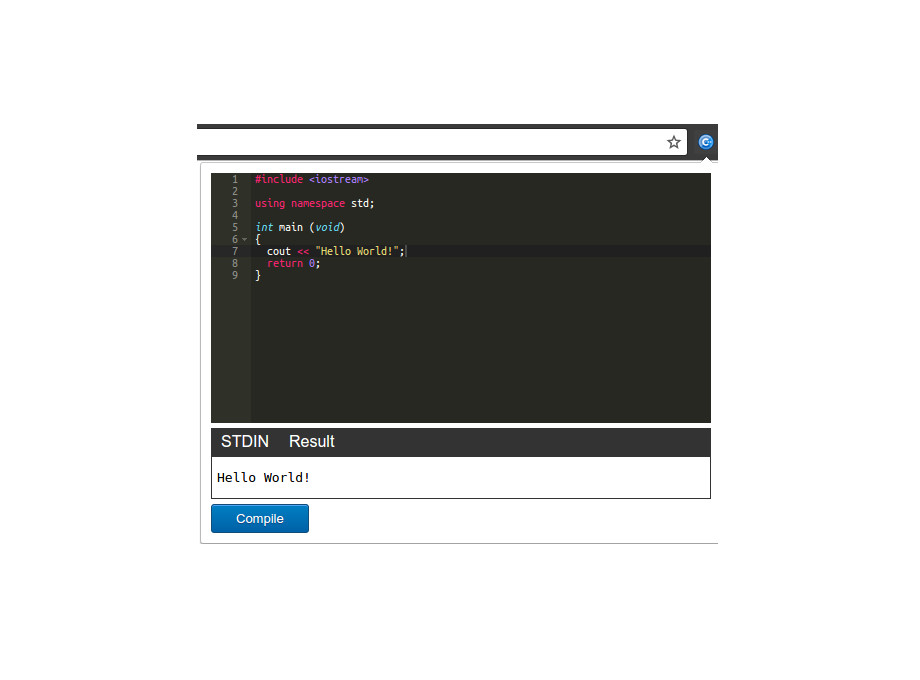 1 #include <iostream>
2
3 using namespace std;
4
5 int main (void)
6 {
7   cout << "Hello World!";
8   return 0;
9 }
STDIN Result
Hello World!
Compile